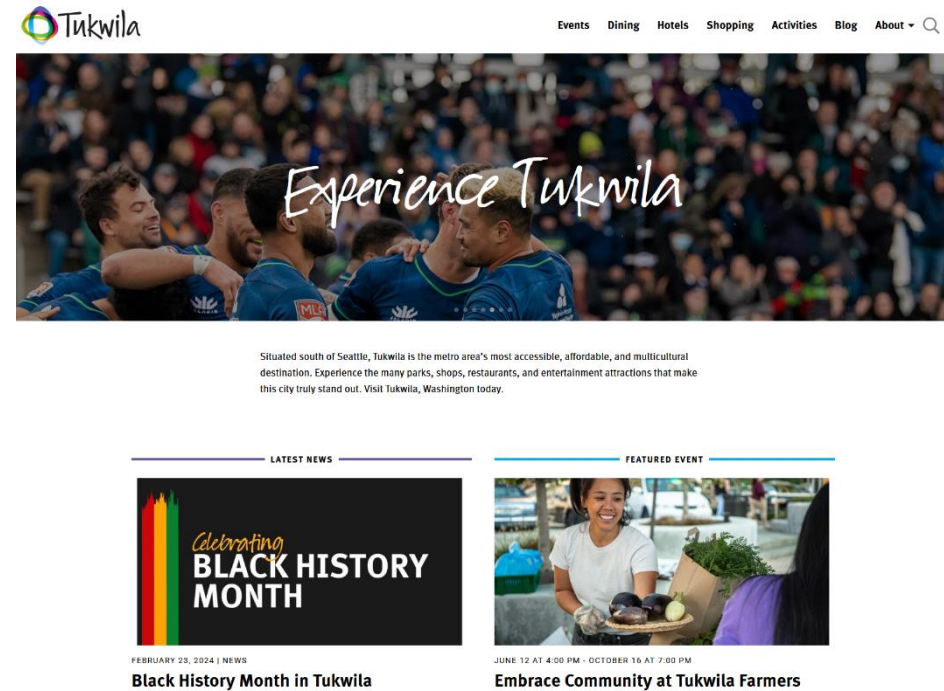 Tukwila
Events Dining Hotels Shopping Activities Blog About
Experience Tukwila
MLR
Situated south of Seattle, Tukwila is the metro area's most accessible, affordable, and multicultural
destination. Experience the many parks, shops, restaurants, and entertainment attractions that make
this city truly stand out. Visit Tukwila, Washington today.
LATEST NEWS
Celebrating
BLACK HISTORY
MONTH
FEBRUARY 23, 2024 | NEWS
Black History Month in Tukwila
FEATURED EVENT
JUNE 12 AT 4:00 PM - OCTOBER 16 AT 7:00 PM
Embrace Community at Tukwila Farmers